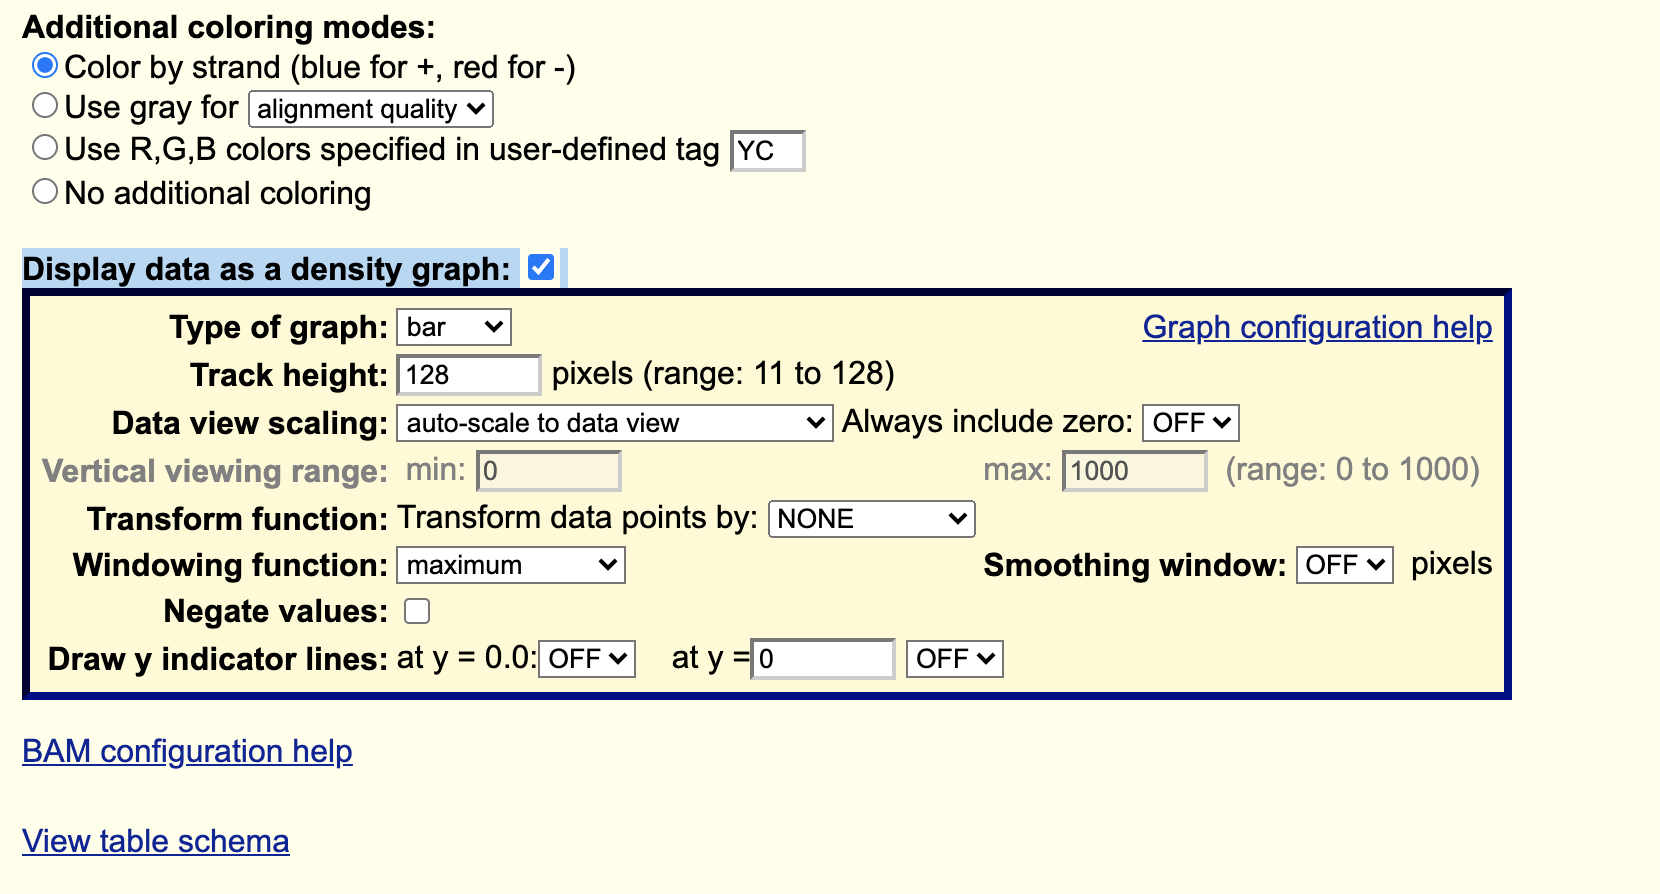 Additional coloring modes:
Color by strand (blue for +, red for -)
Use gray for alignment quality
Use R,G,B colors specified in user-defined tag YC
No additional coloring
Display data as a density graph:
Type of graph: bar Graph configuration help
Track height: 128 pixels (range: 11 to 128)
Data view scaling: auto-scale to data view Always include zero: OFF
Vertical viewing range: min: 0 max: 1000 (range: 0 to 1000)
Transform function: Transform data points by: NONE
Windowing function: maximum Smoothing window: OFF pixels
Negate values:
Draw y indicator lines: at y = 0.0: OFF at y = 0 OFF
BAM configuration help
View table schema